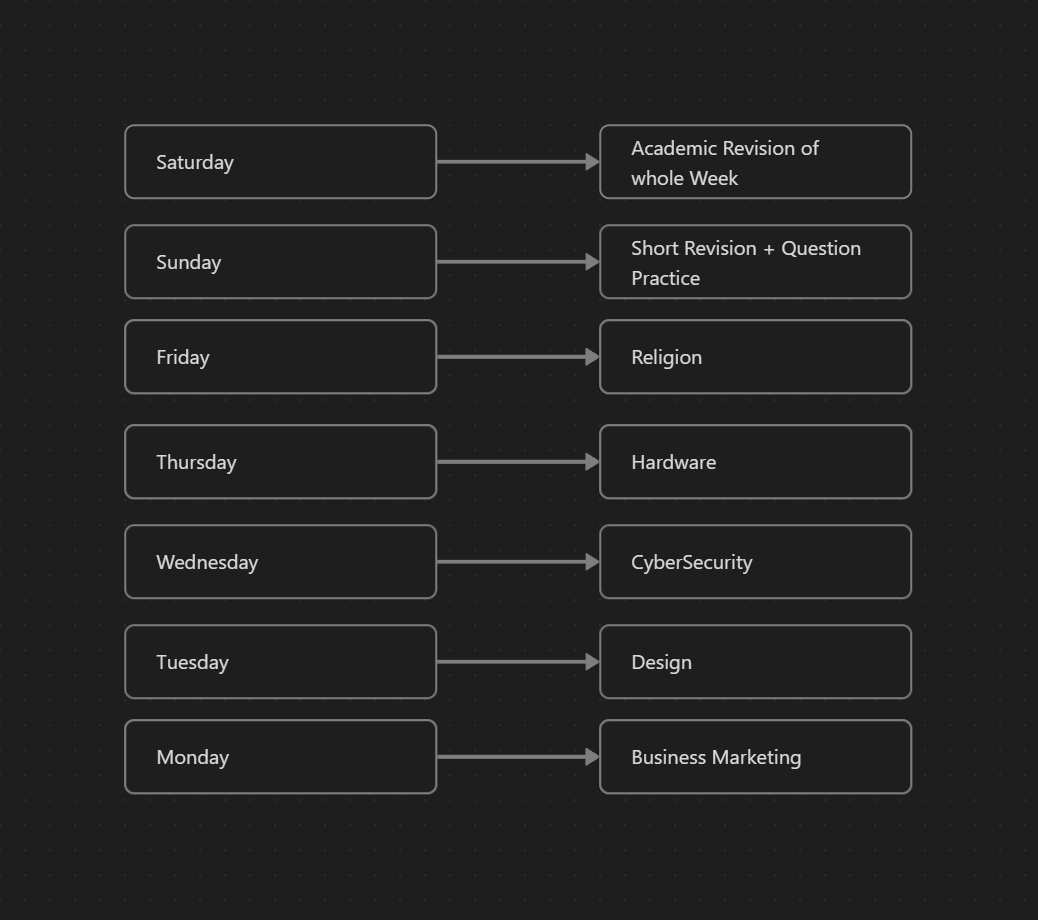 Saturday
Academic Revision of
whole Week
Sunday
Short Revision + Question
Practice
Friday
Religion
Thursday
Hardware
Wednesday
CyberSecurity
Tuesday
Design
Monday
Business Marketing